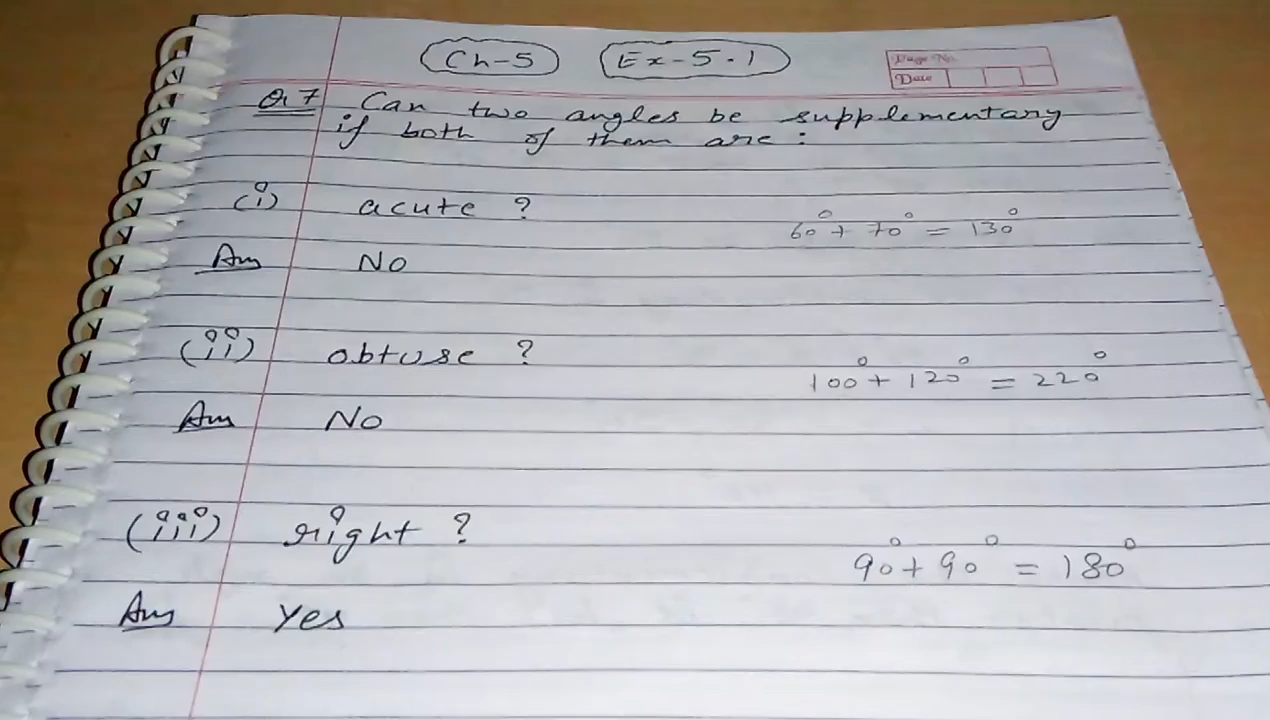 Ch-5 Ex-5.1
Page No.
Date
Q.7 Can two angles be supplementary
if both of them are :
(i) acute ? 60° + 70° = 130°
Ans No
(ii) obtuse ? 100° + 120° = 220°
Ans No
(iii) right ? 90° + 90° = 180°
Ans Yes